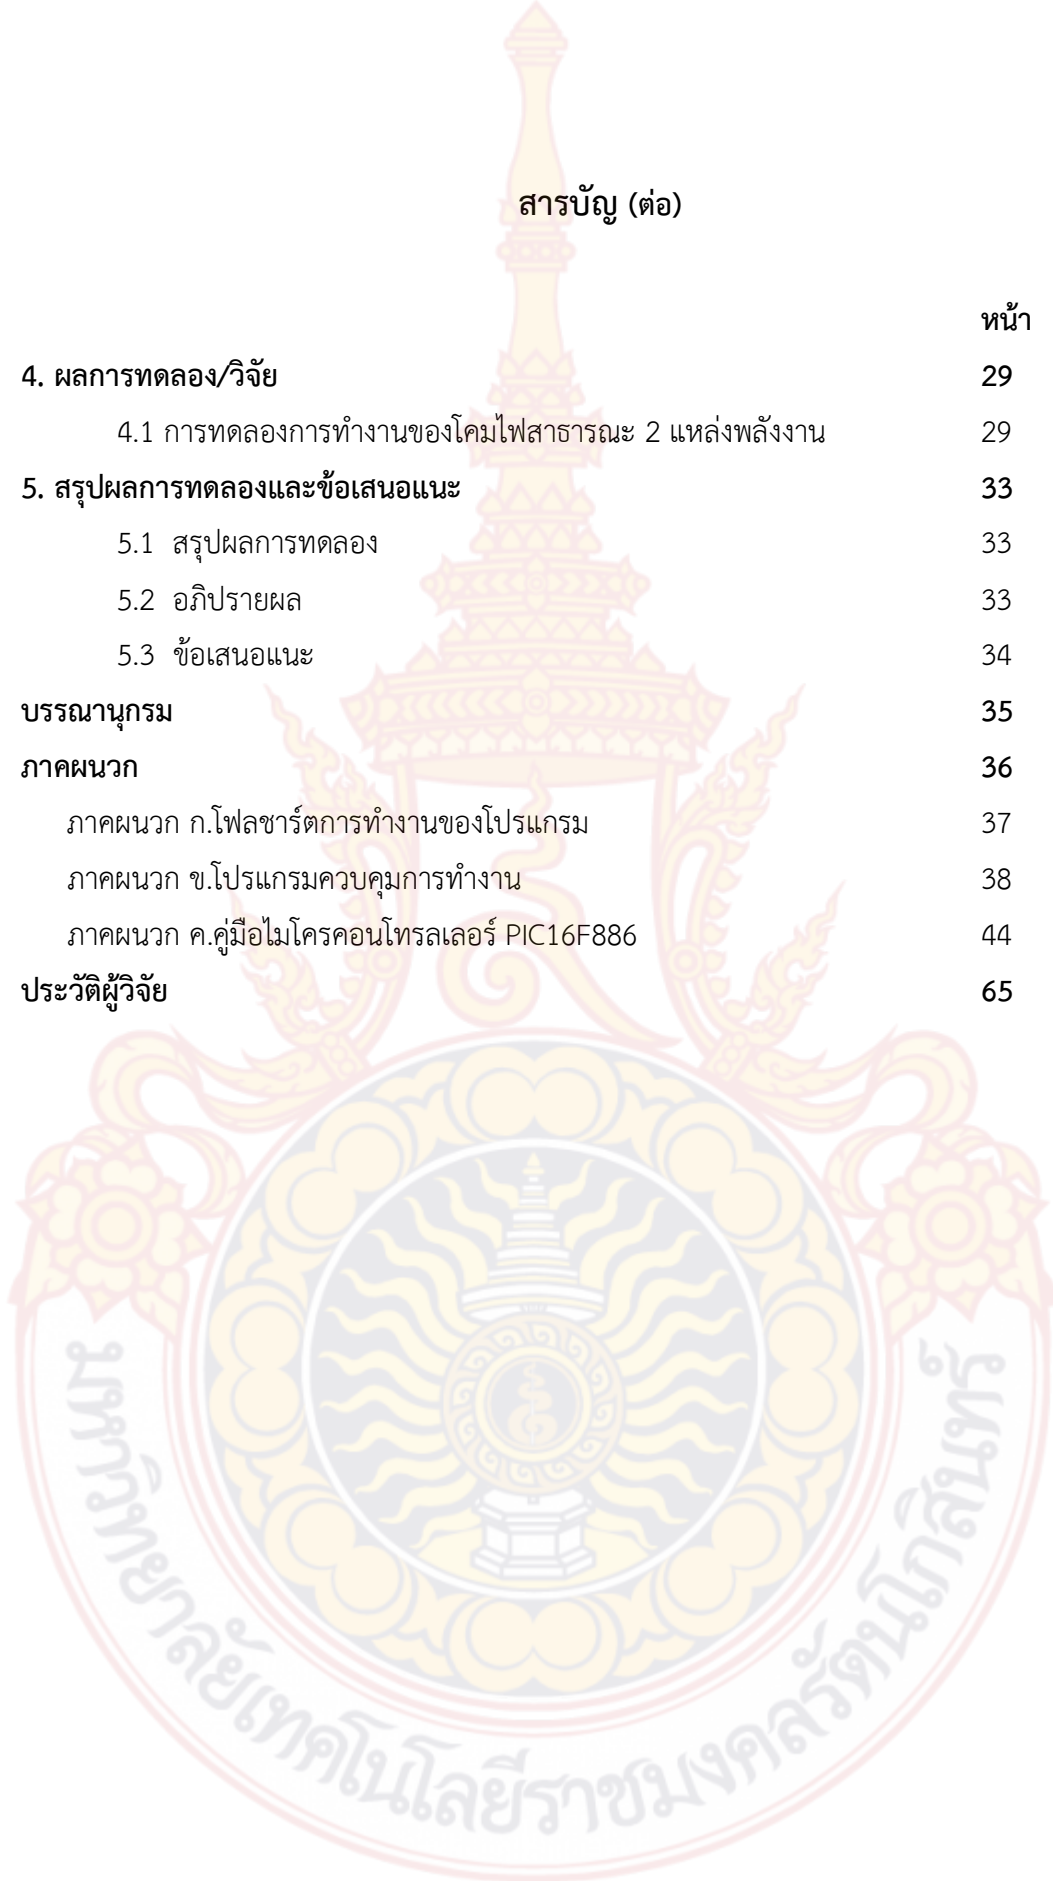 สารบัญ (ต่อ)
หน้า
4. ผลการทดลอง/วิจัย 29
4.1 การทดลองการทำงานของโคมไฟสาธารณะ 2 แหล่งพลังงาน 29
5. สรุปผลการทดลองและข้อเสนอแนะ 33
5.1 สรุปผลการทดลอง 33
5.2 อภิปรายผล 33
5.3 ข้อเสนอแนะ 34
บรรณานุกรม 35
ภาคผนวก 36
ภาคผนวก ก.โฟลชาร์ตการทำงานของโปรแกรม 37
ภาคผนวก ข.โปรแกรมควบคุมการทำงาน 38
ภาคผนวก ค.คู่มือไมโครคอนโทรลเลอร์ PIC16F886 44
ประวัติผู้วิจัย 65
มหาวิทยาลัยเทคโนโลยีราชมงคลรัตนโกสินทร์